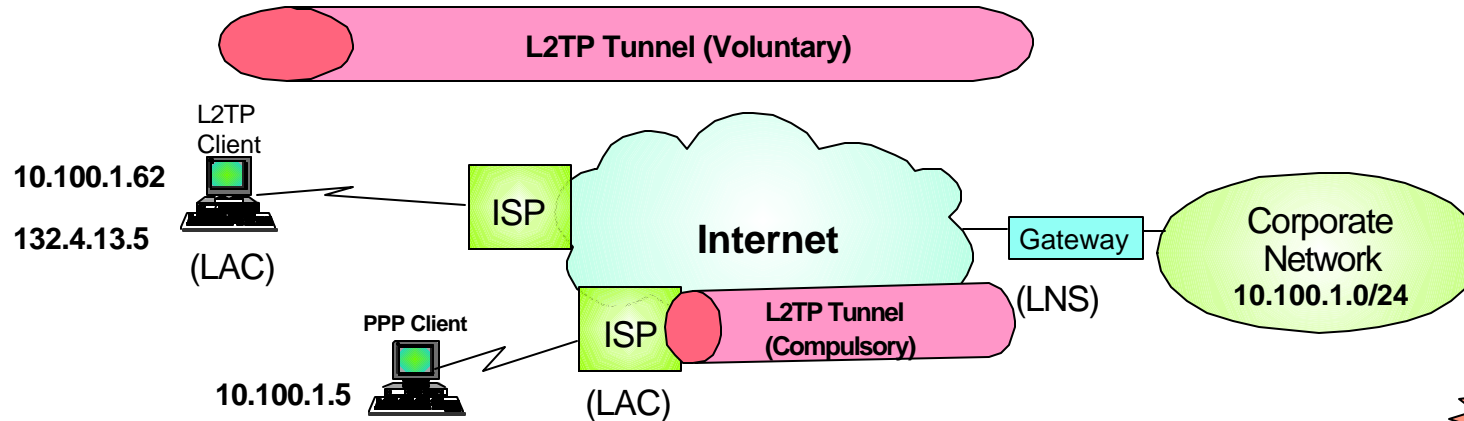 L2TP Tunnel (Voluntary)
L2TP
Client
10.100.1.62
132.4.13.5
(LAC)
ISP
Internet
Gateway
(LNS)
Corporate
Network
10.100.1.0/24
PPP Client
10.100.1.5
ISP
(LAC)
L2TP Tunnel
(Compulsory)